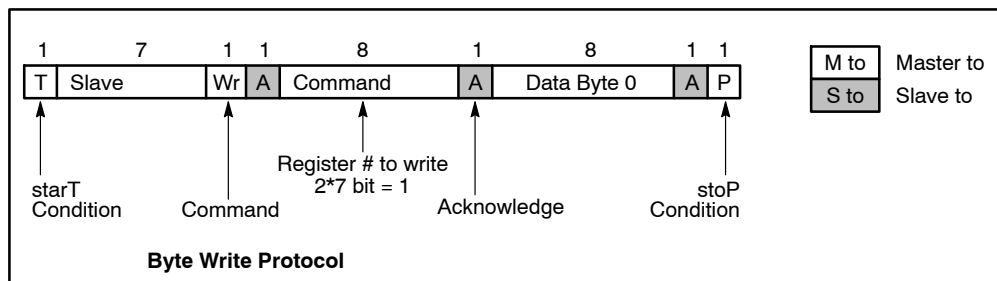 1 7 1 1 8 1 8 1 1
T Slave Wr A Command A Data Byte 0 A P
M to Master to
S to Slave to
Register # to write
2*7 bit = 1
starT
Condition
Command
Acknowledge
stoP
Condition
Byte Write Protocol